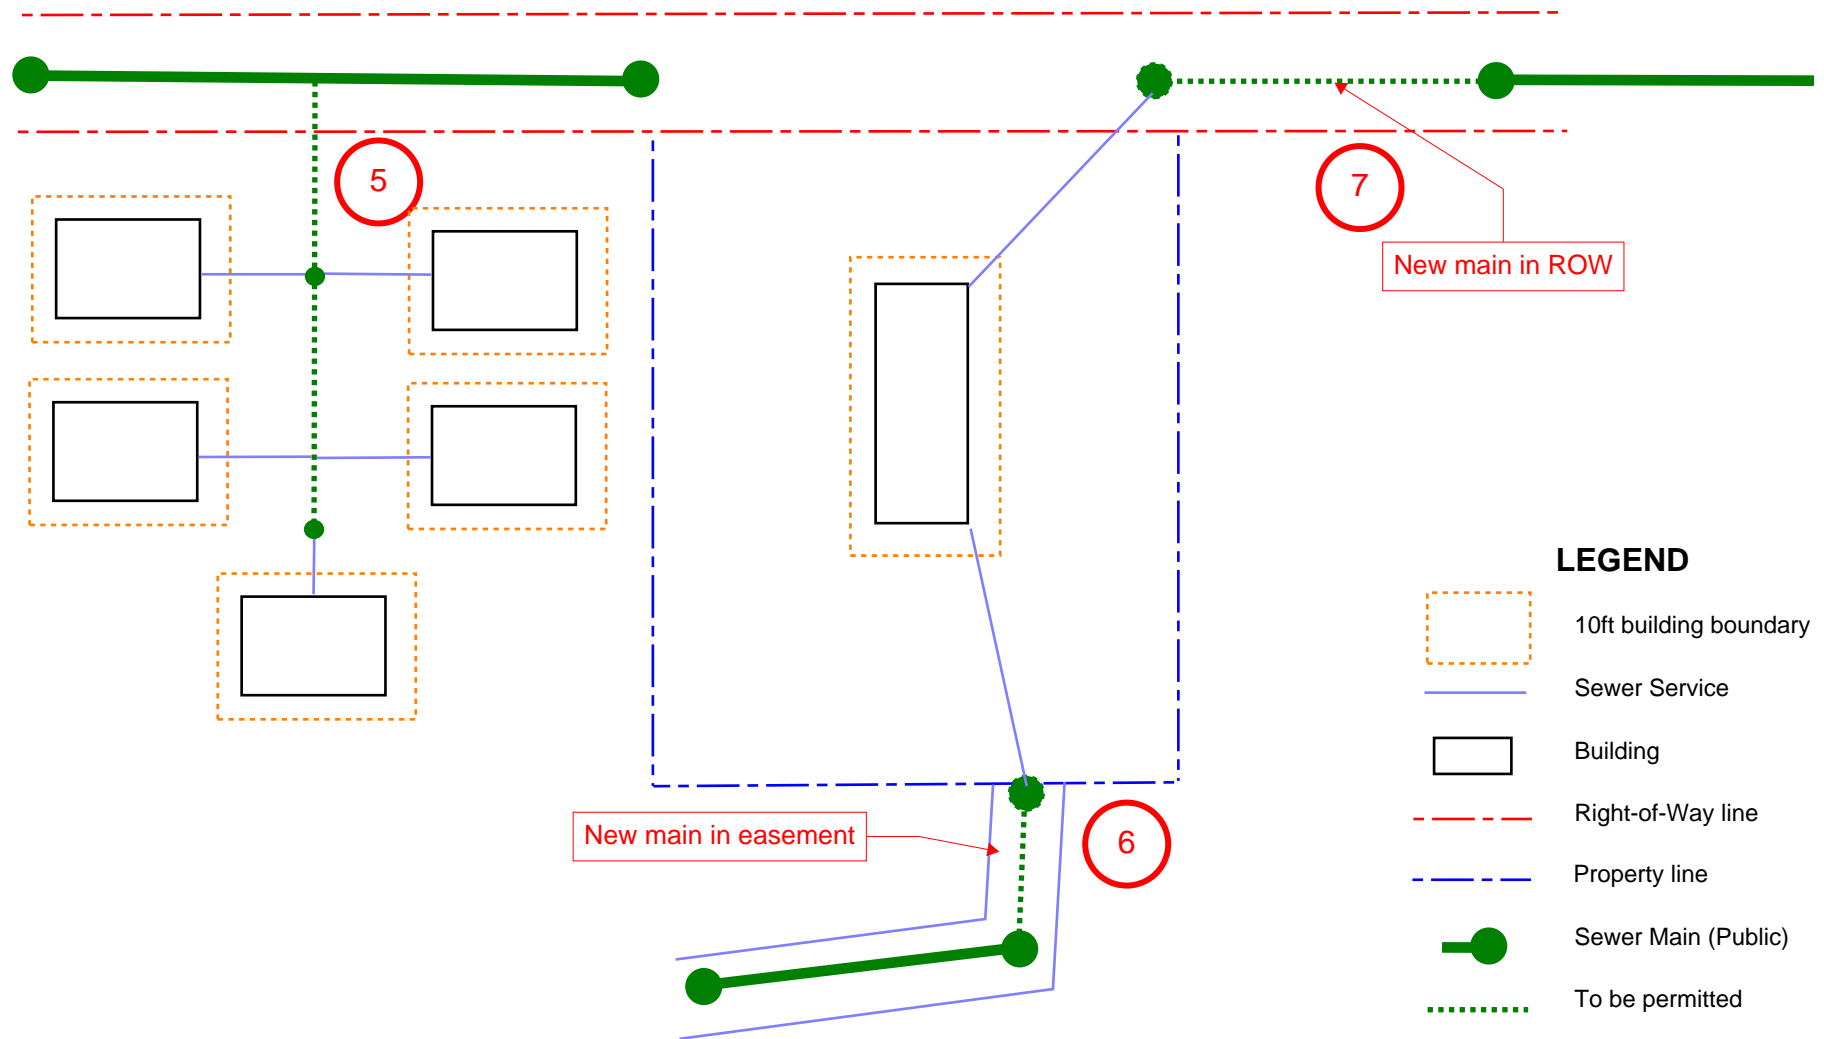 5
7
New main in ROW
New main in easement
6
LEGEND
10ft building boundary
Sewer Service
Building
Right-of-Way line
Property line
Sewer Main (Public)
To be permitted